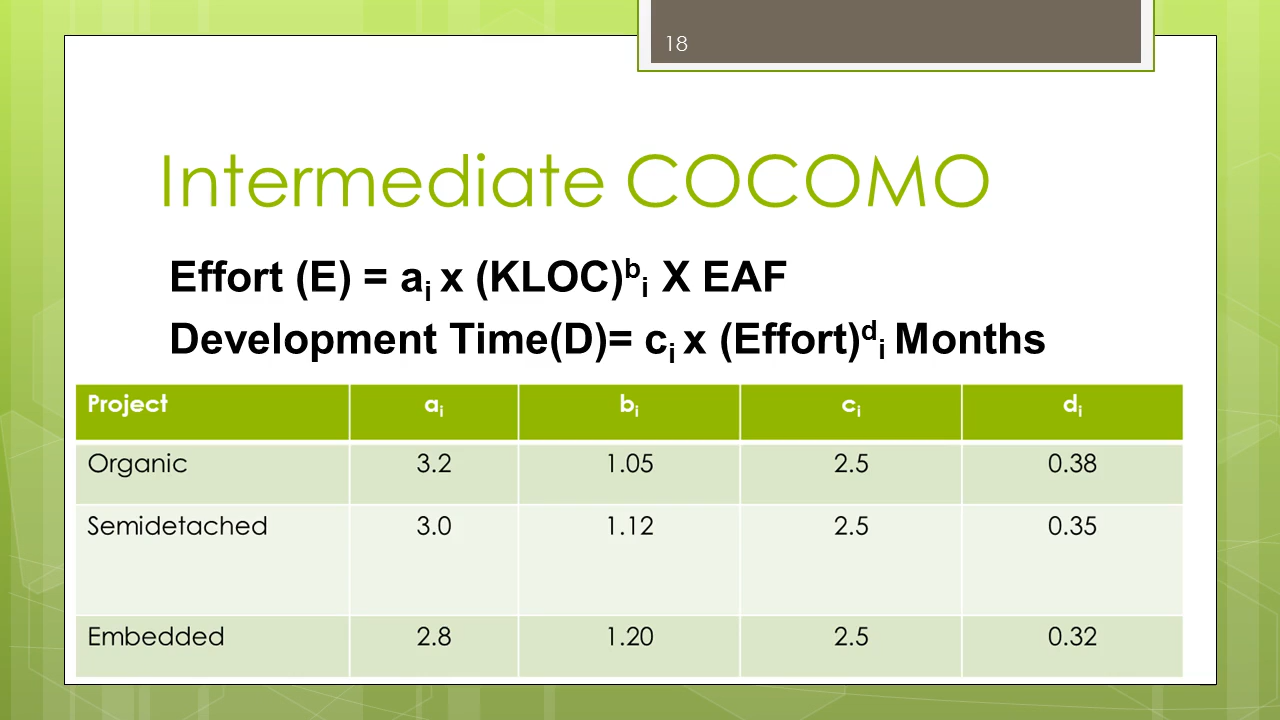 18
Intermediate COCOMO
Effort (E) = aᵢ x (KLOC)ᵇᵢ X EAF
Development Time(D)= cᵢ x (Effort)ᵈᵢ Months
Project aᵢ bᵢ cᵢ dᵢ
Organic 3.2 1.05 2.5 0.38
Semidetached 3.0 1.12 2.5 0.35
Embedded 2.8 1.20 2.5 0.32